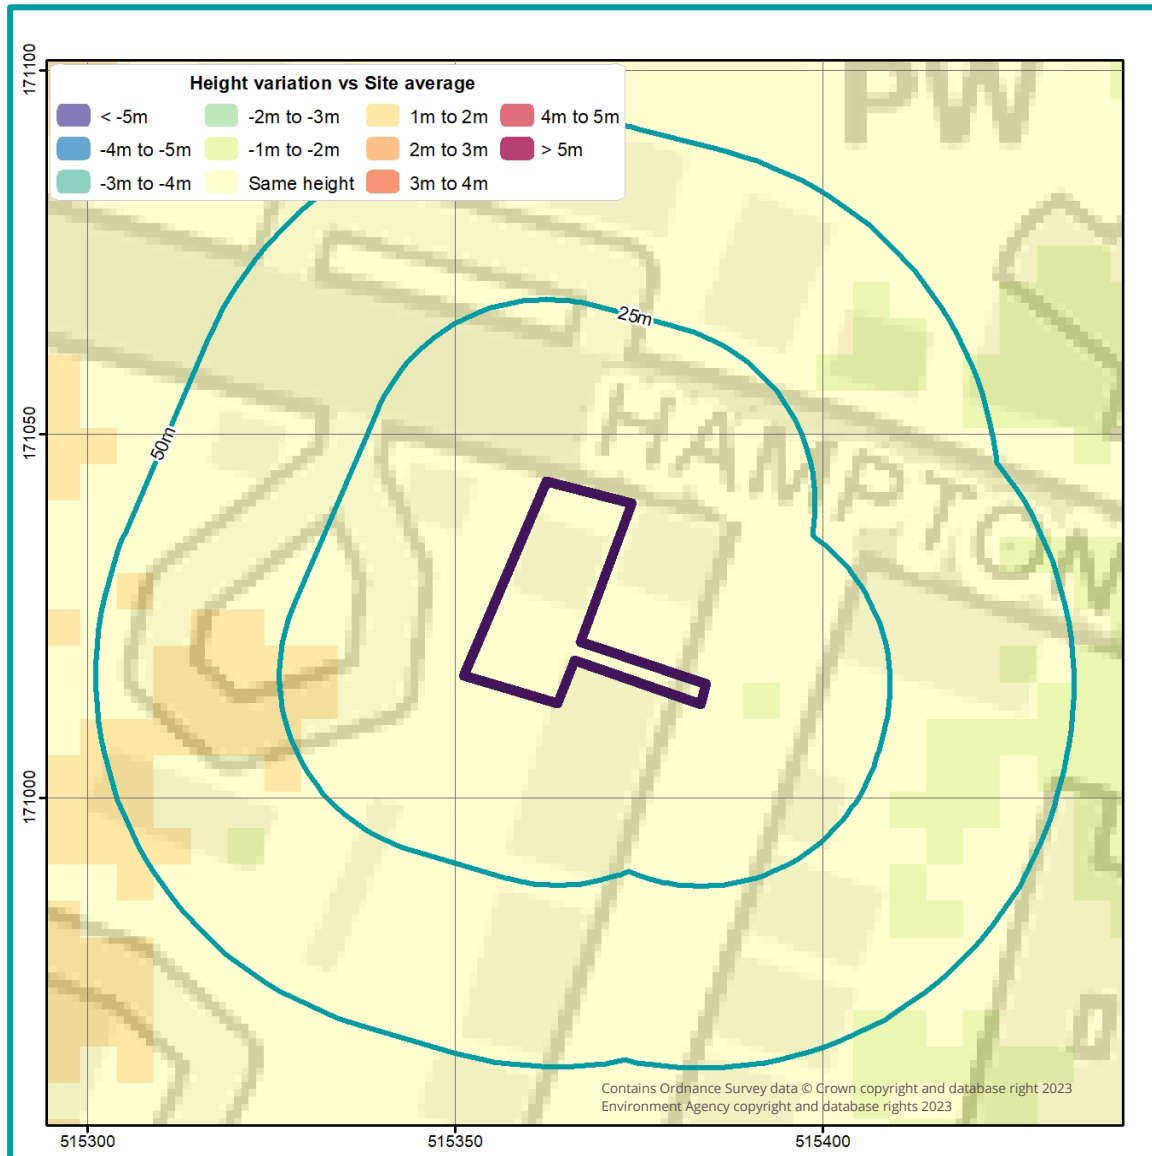 171100
PW
Height variation vs Site average
< -5m -2m to -3m 1m to 2m 4m to 5m
-4m to -5m -1m to -2m 2m to 3m > 5m
-3m to -4m Same height 3m to 4m
25m
50m
171050
HAMPTON
171000
Contains Ordnance Survey data © Crown copyright and database right 2023
Environment Agency copyright and database rights 2023
515300 515350 515400